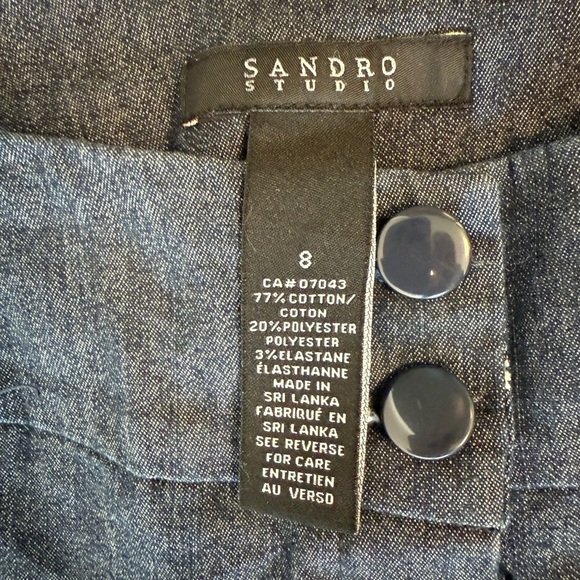 SANDRO
STUDIO
8
CA#07043
77%COTTON/
COTON
20%POLYESTER
POLYESTER
3%ELASTANE
ÉLASTHANNE
MADE IN
SRI LANKA
FABRIQUÉ EN
SRI LANKA
SEE REVERSE
FOR CARE
ENTRETIEN
AU VERSO